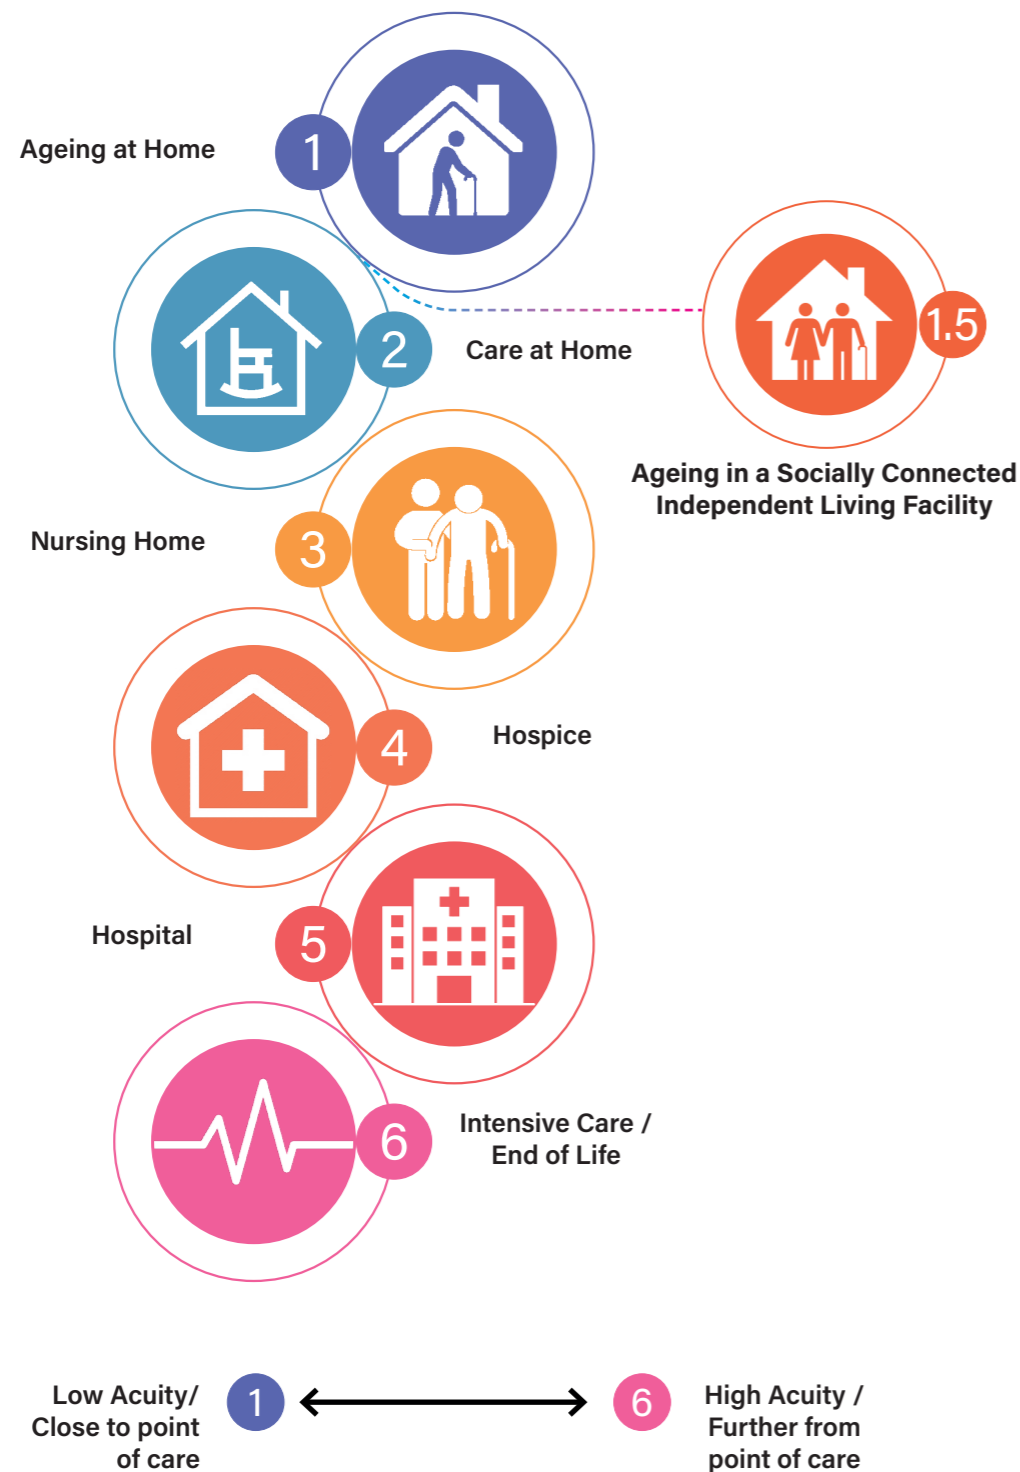 Ageing at Home
1
1.5
2
Care at Home
Ageing in a Socially Connected
Independent Living Facility
Nursing Home
3
4
Hospice
Hospital
5
6
Intensive Care /
End of Life
Low Acuity/
Close to point
of care
1
6
High Acuity /
Further from
point of care